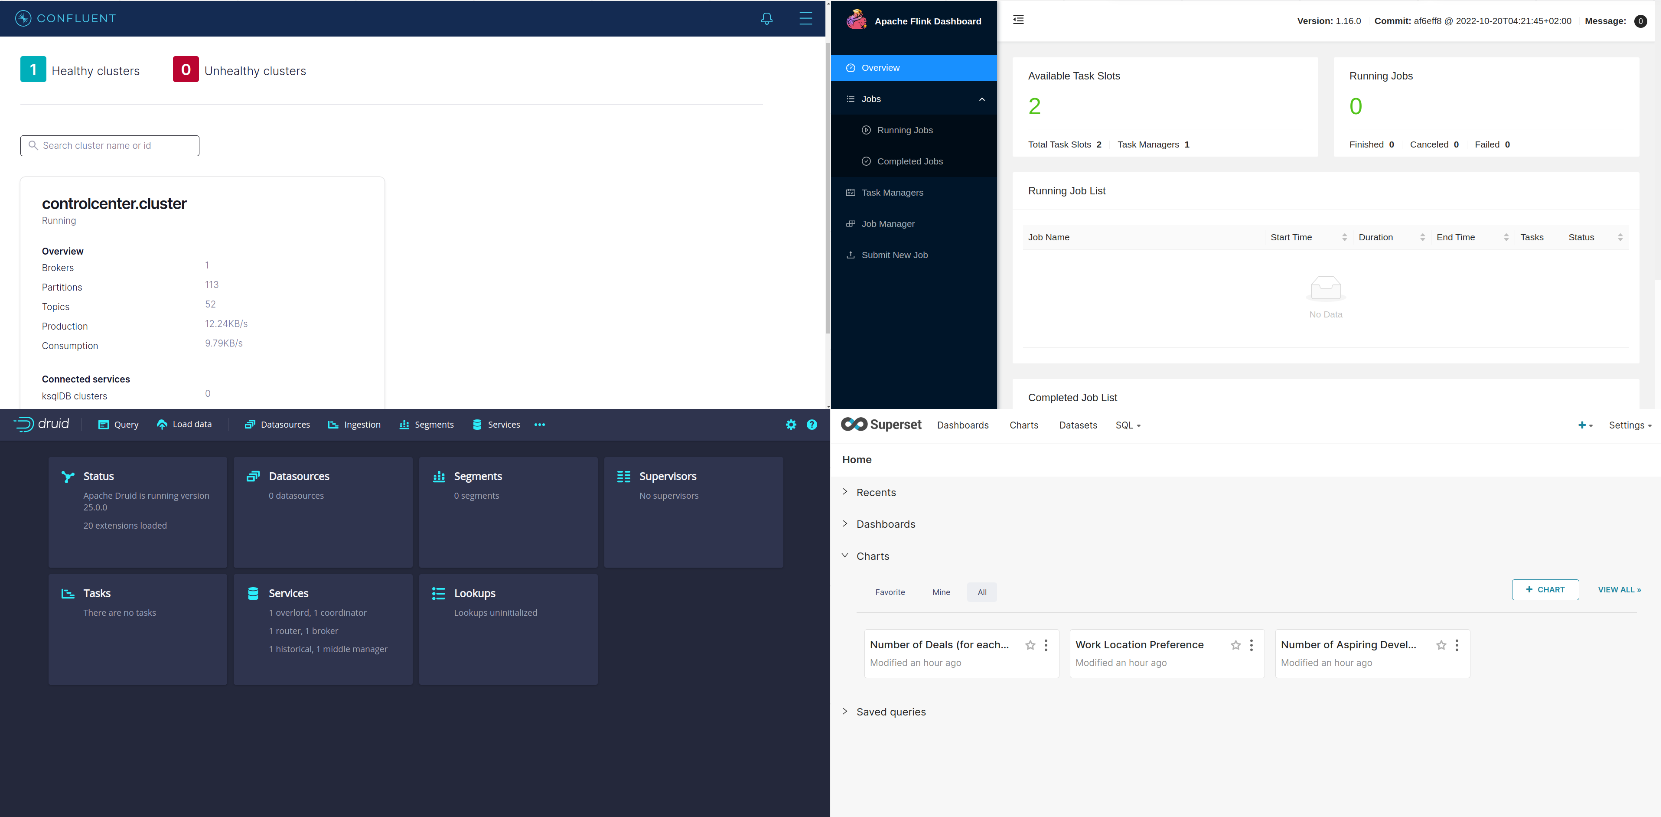 CONFLUENT
1 Healthy clusters
0 Unhealthy clusters
Search cluster name or id
controlcenter.cluster
Running
Overview
Brokers 1
Partitions 113
Topics 52
Production 12.24KB/s
Consumption 9.79KB/s
Connected services
ksqlDB clusters 0
Apache Flink Dashboard
Version: 1.16.0 Commit: af6eff8 @ 2022-10-20T04:21:45+02:00 Message: 0
Overview
Jobs
Running Jobs
Completed Jobs
Task Managers
Job Manager
Submit New Job
Available Task Slots
2
Total Task Slots 2 Task Managers 1
Running Jobs
0
Finished 0 Canceled 0 Failed 0
Running Job List
Job Name Start Time Duration End Time Tasks Status
No Data
Completed Job List
druid Query Load data Datasources Ingestion Segments Services
Status
Apache Druid is running version
25.0.0
20 extensions loaded
Datasources
0 datasources
Segments
0 segments
Supervisors
No supervisors
Tasks
There are no tasks
Services
1 overlord, 1 coordinator
1 router, 1 broker
1 historical, 1 middle manager
Lookups
Lookups uninitialized
Superset Dashboards Charts Datasets SQL + Settings
Home
Recents
Dashboards
Charts
Favorite Mine All
+ CHART VIEW ALL »
Number of Deals (for each...
Modified an hour ago
Work Location Preference
Modified an hour ago
Number of Aspiring Devel...
Modified an hour ago
Saved queries